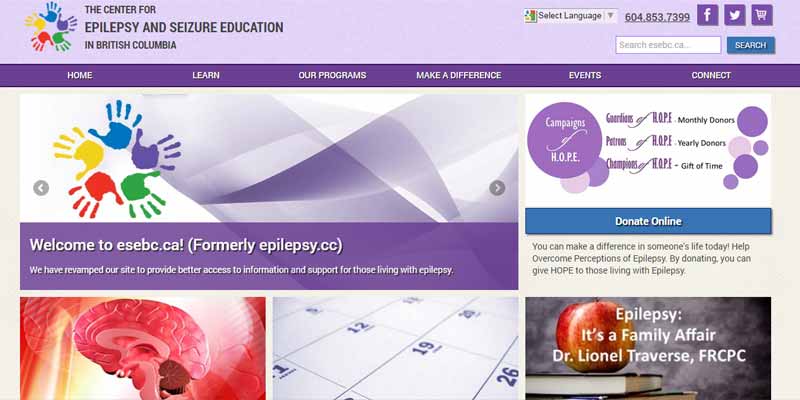 THE CENTER FOR
EPILEPSY AND SEIZURE EDUCATION
IN BRITISH COLUMBIA
Select Language
604.853.7399
Search esebc.ca...
SEARCH
HOME
LEARN
OUR PROGRAMS
MAKE A DIFFERENCE
EVENTS
CONNECT
Welcome to esebc.ca! (Formerly epilepsy.cc)
We have revamped our site to provide better access to information and support for those living with epilepsy.
Campaigns
of
H.O.P.E.
Guardians of H.O.P.E - Monthly Donors
Patrons of H.O.P.E - Yearly Donors
Champions of H.O.P.E - Gift of Time
Donate Online
You can make a difference in someone's life today! Help
Overcome Perceptions of Epilepsy. By donating, you can
give HOPE to those living with Epilepsy.
12
13
19
20
21
26
Epilepsy:
It's a Family Affair
Dr. Lionel Traverse, FRCPC